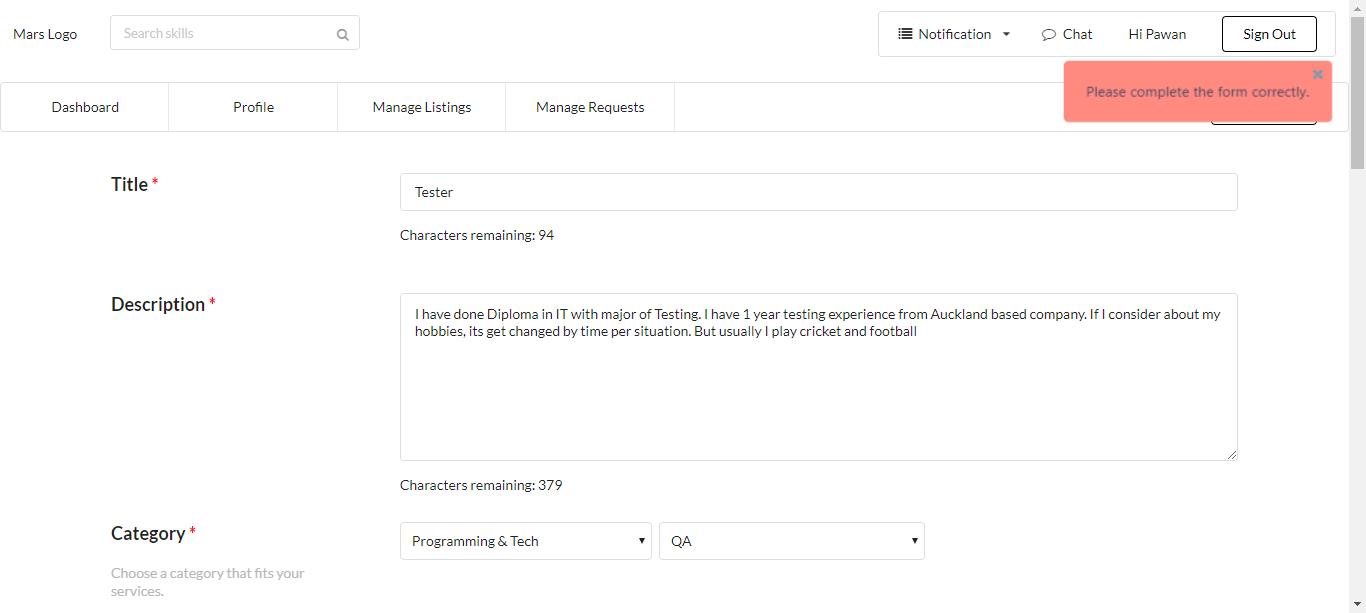 Mars Logo
Search skills
Notification
Chat
Hi Pawan
Sign Out
Please complete the form correctly.
Dashboard
Profile
Manage Listings
Manage Requests
Title *
Tester
Characters remaining: 94
Description *
I have done Diploma in IT with major of Testing. I have 1 year testing experience from Auckland based company. If I consider about my
hobbies, its get changed by time per situation. But usually I play cricket and football
Characters remaining: 379
Category *
Programming & Tech
QA
Choose a category that fits your
services.